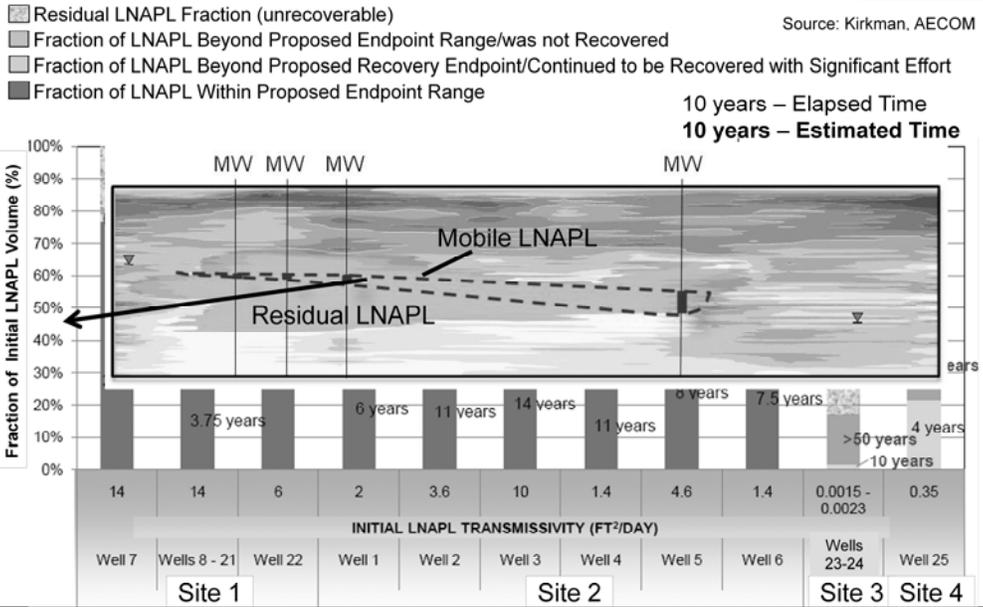 Residual LNAPL Fraction (unrecoverable)
Source: Kirkman, AECOM
Fraction of LNAPL Beyond Proposed Endpoint Range/was not Recovered
Fraction of LNAPL Beyond Proposed Recovery Endpoint/Continued to be Recovered with Significant Effort
Fraction of LNAPL Within Proposed Endpoint Range
10 years – Elapsed Time
10 years – Estimated Time
Fraction of Initial LNAPL Volume (%)
100%
90%
80%
70%
60%
50%
40%
30%
20%
10%
0%
MW MW MW MW
Mobile LNAPL
Residual LNAPL
ears
3.75 years
6 years
11 years
14 years
11 years
8 years
7.5 years
>50 years
10 years
4 years
14 14 6 2 3.6 10 1.4 4.6 1.4 0.0015 - 0.35
0.0023
INITIAL LNAPL TRANSMISSIVITY (FT²/DAY)
Well 7 Wells 8 - 21 Well 22 Well 1 Well 2 Well 3 Well 4 Well 5 Well 6 Wells Well 25
23-24
Site 1 Site 2 Site 3 Site 4